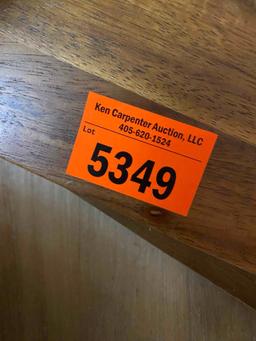 Ken Carpenter Auction, LLC
405-620-1524
Lot
5349